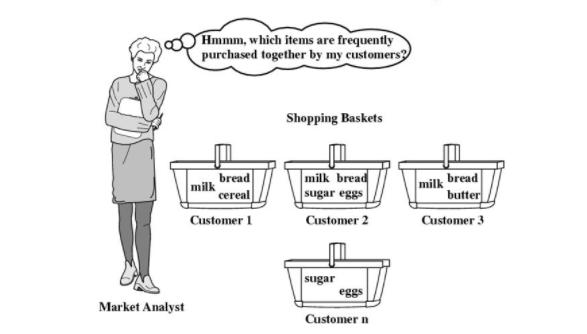 Hmmm, which items are frequently
purchased together by my customers?
Shopping Baskets
milk bread
cereal
Customer 1
milk bread
sugar eggs
Customer 2
milk bread
butter
Customer 3
sugar
eggs
Customer n
Market Analyst